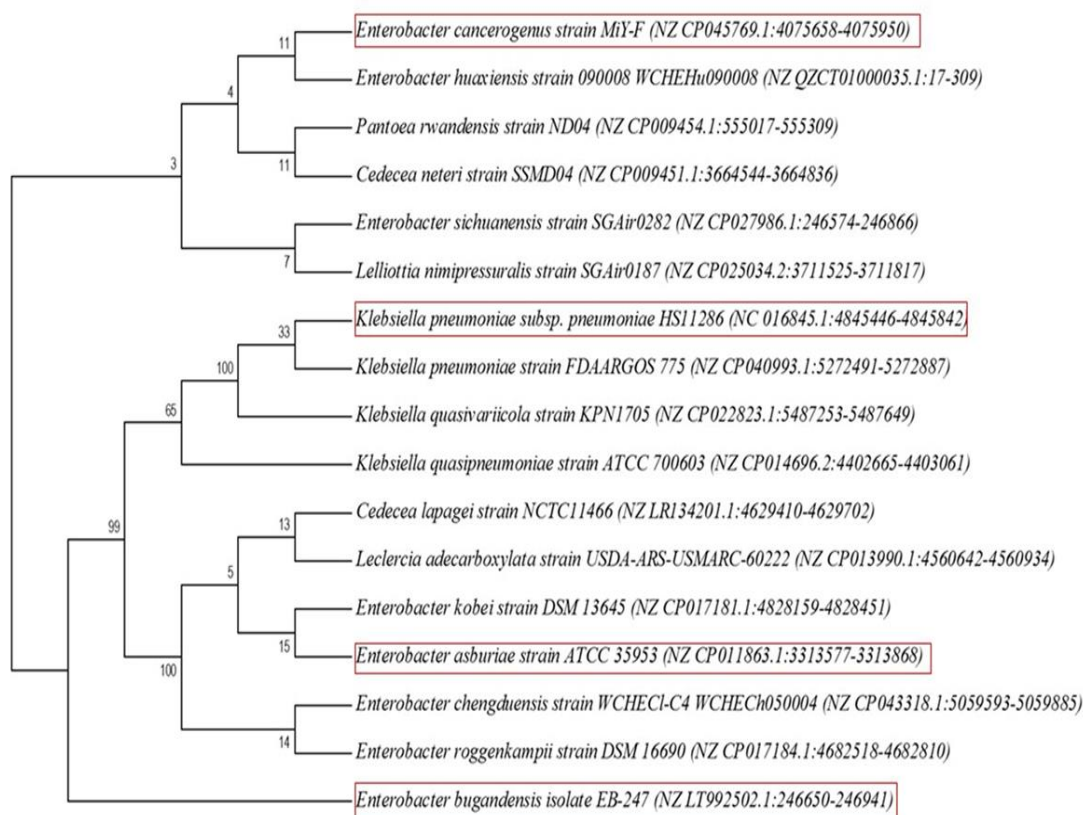 11
Enterobacter cancerogenus strain MiY-F (NZ CP045769.1:4075658-4075950)
Enterobacter huaxiensis strain 090008 WCHEHu090008 (NZ QZCT01000035.1:17-309)
4
Pantoea rwandensis strain ND04 (NZ CP009454.1:555017-555309)
11
Cedecea neteri strain SSMD04 (NZ CP009451.1:3664544-3664836)
3
Enterobacter sichuanensis strain SGAir0282 (NZ CP027986.1:246574-246866)
7
Lelliottia nimipressuralis strain SGAir0187 (NZ CP025034.2:3711525-3711817)
Klebsiella pneumoniae subsp. pneumoniae HS11286 (NC 016845.1:4845446-4845842)
33
Klebsiella pneumoniae strain FDAARGOS 775 (NZ CP040993.1:5272491-5272887)
100
Klebsiella quasivariicola strain KPN1705 (NZ CP022823.1:5487253-5487649)
65
Klebsiella quasipneumoniae strain ATCC 700603 (NZ CP014696.2:4402665-4403061)
99
Cedecea lapagei strain NCTC11466 (NZ LR134201.1:4629410-4629702)
13
Leclercia adecarboxylata strain USDA-ARS-USMARC-60222 (NZ CP013990.1:4560642-4560934)
5
Enterobacter kobei strain DSM 13645 (NZ CP017181.1:4828159-4828451)
15
Enterobacter asburiae strain ATCC 35953 (NZ CP011863.1:3313577-3313868)
100
Enterobacter chengduensis strain WCHECl-C4 WCHECh050004 (NZ CP043318.1:5059593-5059885)
14
Enterobacter roggenkampii strain DSM 16690 (NZ CP017184.1:4682518-4682810)
Enterobacter bugandensis isolate EB-247 (NZ LT992502.1:246650-246941)